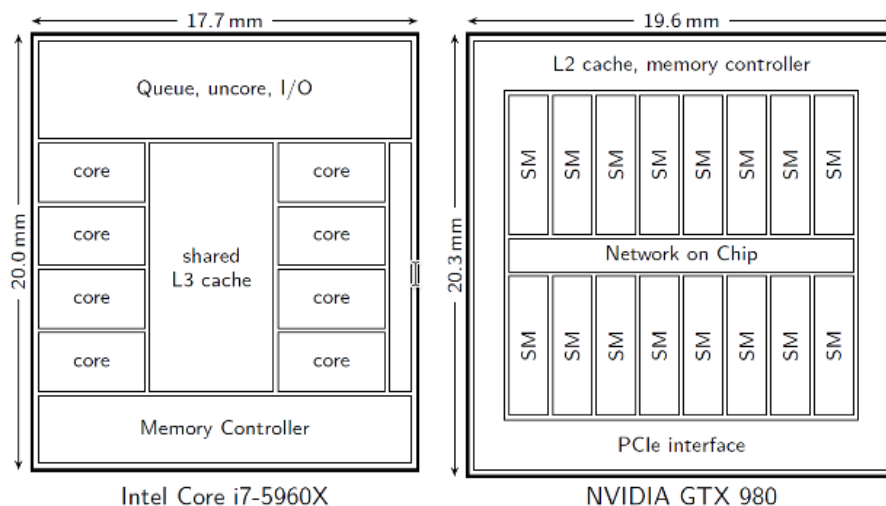 17.7 mm
20.0 mm
Queue, uncore, I/O
core
core
core
core
shared
L3 cache
core
core
core
core
Memory Controller
Intel Core i7-5960X
19.6 mm
20.3 mm
L2 cache, memory controller
SM SM SM SM SM SM SM SM
Network on Chip
SM SM SM SM SM SM SM SM
PCIe interface
NVIDIA GTX 980